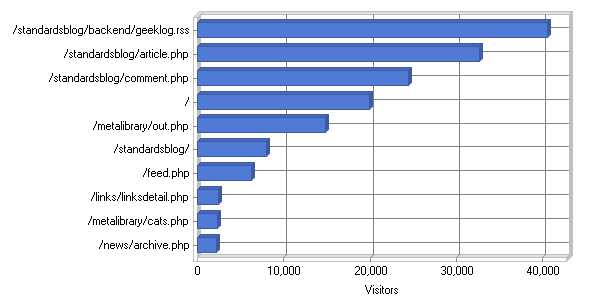 /standardsblog/backend/geeklog.rss
/standardsblog/article.php
/standardsblog/comment.php
/
/metalibrary/out.php
/standardsblog/
/feed.php
/links/linksdetail.php
/metalibrary/cats.php
/news/archive.php
0 10,000 20,000 30,000 40,000
Visitors